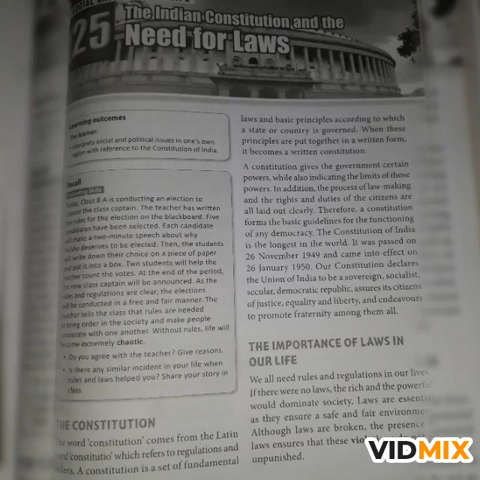 25
The Indian Constitution and the
Need for Laws
Learning outcomes
The learner:
interprets social and political issues in one's own
region with reference to the Constitution of India.
Recall
Today, Class 8 A is conducting an election to
choose the class captain. The teacher has written
rules for the election on the blackboard. Five
candidates have been selected. Each candidate
will make a two-minute speech about why
he/she deserves to be elected. Then, the students
will write down their choice on a piece of paper
and put it into a box. Two students will help the
teacher count the votes. At the end of the period,
the new class captain will be announced. As the
rules and regulations are clear, the elections
will be conducted in a free and fair manner. The
teacher tells the class that rules are needed
to bring order in the society and make people
cooperate with one another. Without rules, life will
become extremely chaotic.
• Do you agree with the teacher? Give reasons.
• Is there any similar incident in your life when
rules and laws helped you? Share your story in
class.
THE CONSTITUTION
The word 'constitution' comes from the Latin
word 'constitutio' which refers to regulations and
orders. A constitution is a set of fundamental
laws and basic principles according to which
a state or country is governed. When these
principles are put together in a written form,
it becomes a written constitution.
A constitution gives the government certain
powers, while also indicating the limits of those
powers. In addition, the process of law-making
and the rights and duties of the citizens are
all laid out clearly. Therefore, a constitution
forms the basic guidelines for the functioning
of any democracy. The Constitution of India
is the longest in the world. It was passed on
26 November 1949 and came into effect on
26 January 1950. Our Constitution declares
the Union of India to be a sovereign, socialist,
secular, democratic republic, assures its citizens
of justice, equality and liberty, and endeavours
to promote fraternity among them all.
THE IMPORTANCE OF LAWS IN
OUR LIFE
We all need rules and regulations in our lives.
If there were no laws, the rich and the powerful
would dominate society. Laws are essential
as they ensure a safe and fair environment
Although laws are broken, the presence
laws ensures that these
unpunished.
VIDMIX